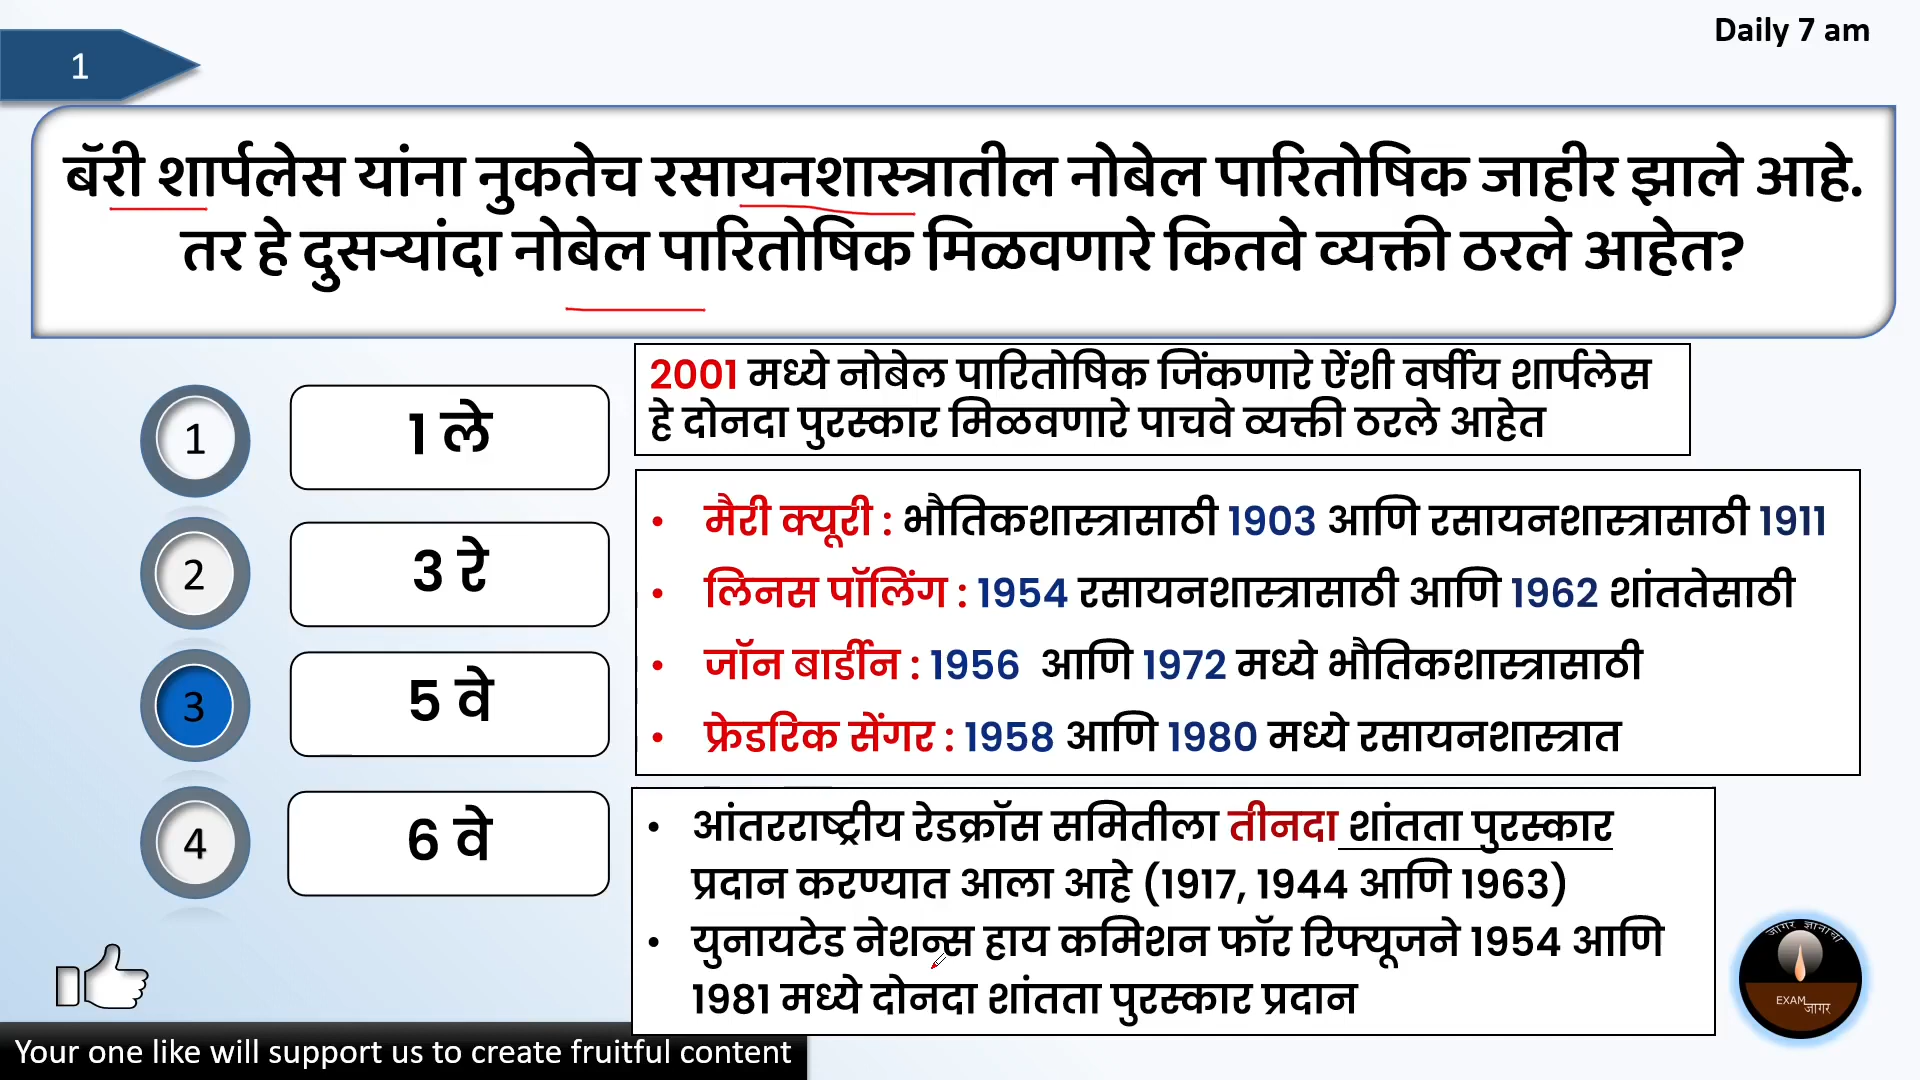 Daily 7 am
1
बॅरी शार्पलेस यांना नुकतेच रसायनशास्त्रातील नोबेल पारितोषिक जाहीर झाले आहे.
तर हे दुसऱ्यांदा नोबेल पारितोषिक मिळवणारे कितवे व्यक्ती ठरले आहेत?
1
1 ले
2
3 रे
3
5 वे
4
6 वे
2001 मध्ये नोबेल पारितोषिक जिंकणारे ऐंशी वर्षीय शार्पलेस
हे दोनदा पुरस्कार मिळवणारे पाचवे व्यक्ती ठरले आहेत
• मैरी क्यूरी : भौतिकशास्त्रासाठी 1903 आणि रसायनशास्त्रासाठी 1911
• लिनस पॉलिंग : 1954 रसायनशास्त्रासाठी आणि 1962 शांततेसाठी
• जॉन बार्डीन : 1956 आणि 1972 मध्ये भौतिकशास्त्रासाठी
• फ्रेडरिक सेंगर : 1958 आणि 1980 मध्ये रसायनशास्त्रात
• आंतरराष्ट्रीय रेडक्रॉस समितीला तीनदा शांतता पुरस्कार
प्रदान करण्यात आला आहे (1917, 1944 आणि 1963)
• युनायटेड नेशन्स हाय कमिशन फॉर रिफ्यूजने 1954 आणि
1981 मध्ये दोनदा शांतता पुरस्कार प्रदान
जागर ज्ञानाचा
EXAM
जागर
Your one like will support us to create fruitful content